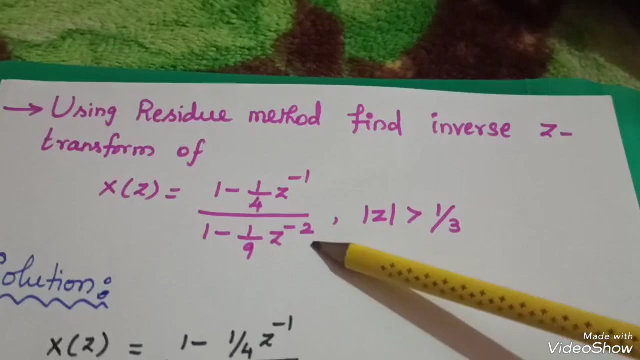 → Using Residue method find inverse z-
transform of
X(z) = (1 - 1/4 z^-1) / (1 - 1/9 z^-2) , |z| > 1/3
Solution:
X(z) = 1 - 1/4 z^-1
Made with
VideoShow